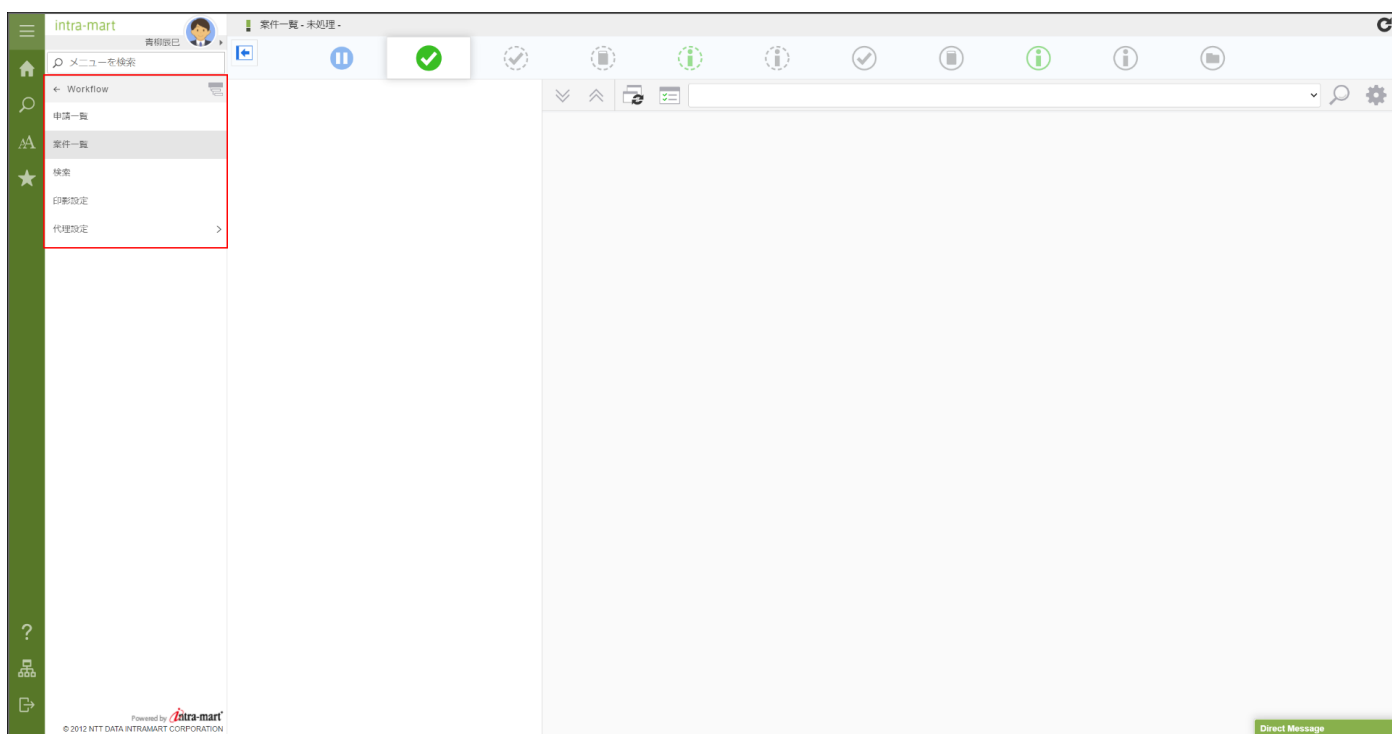 intra-mart
青柳辰巳
メニューを検索
Workflow
申請一覧
案件一覧
検索
印影設定
代理設定
案件一覧 - 未処理 -
Powered by intra-mart
© 2012 NTT DATA INTRAMART CORPORATION
Direct Message